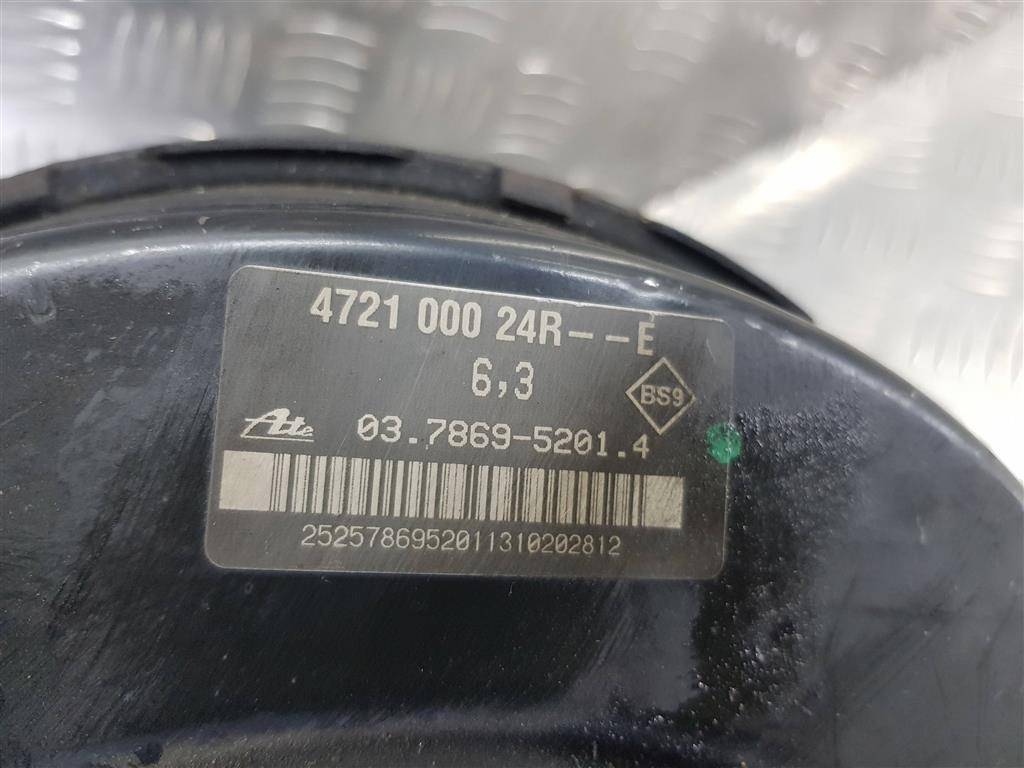 4721 000 24R--E
6,3
BS9
Ate 03.7869-5201.4
2525786952011310202812